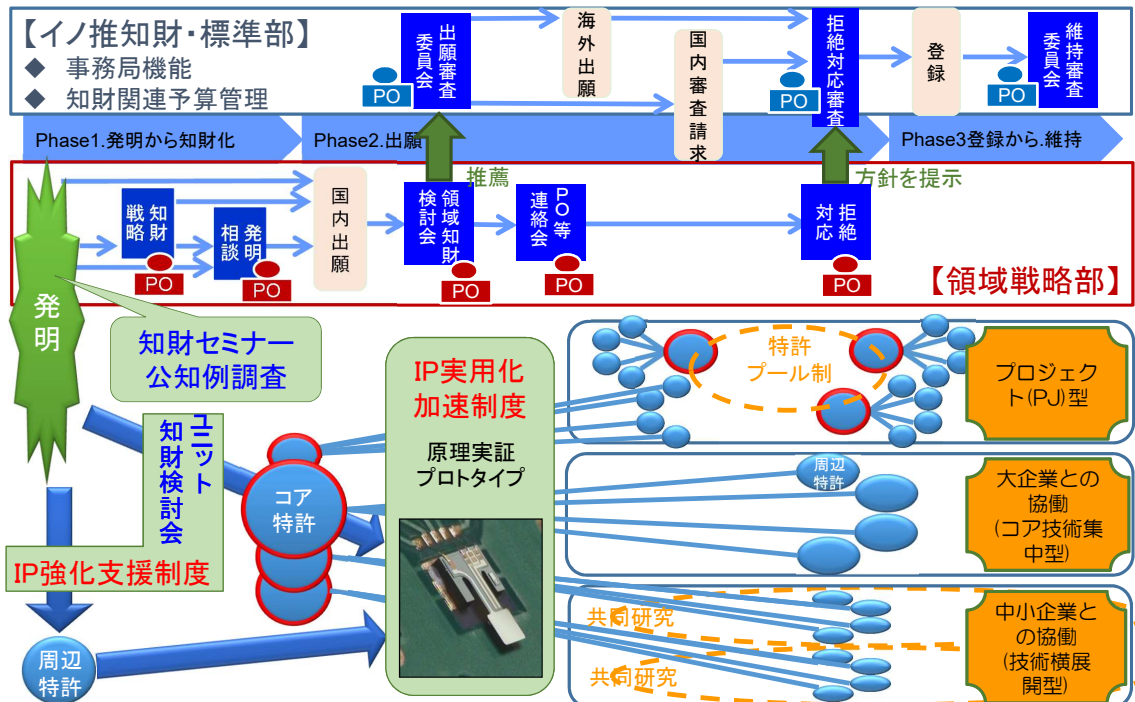 【イノ推知財・標準部】
◆ 事務局機能
◆ 知財関連予算管理
PO
出願審査
委員会
海外出願
国内審査請求
PO
拒絶対応審査
登録
PO
維持審査
委員会
Phase1.発明から知財化
Phase2.出願
Phase3登録から.維持
推薦
方針を提示
発明
知財
戦略
PO
発明
相談
PO
国内出願
領域知財
検討会
PO
PO等
連絡会
拒絶
対応
PO
【領域戦略部】
知財セミナー
公知例調査
ユニット
知財検討会
IP強化支援制度
周辺
特許
コア
特許
IP実用化
加速制度
原理実証
プロトタイプ
特許
プール制
プロジェク
ト(PJ)型
周辺
特許
大企業との
協働
(コア技術集
中型)
共同研究
共同研究
中小企業と
の協働
(技術横展
開型)